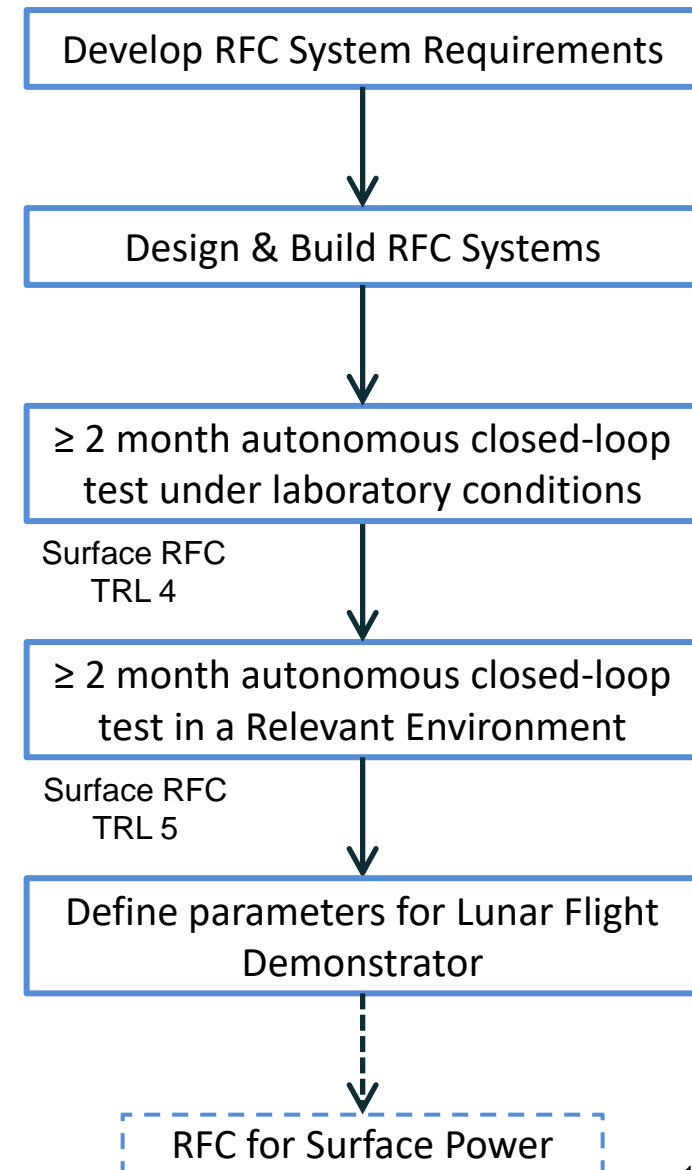 Develop RFC System Requirements
Design & Build RFC Systems
≥ 2 month autonomous closed-loop
test under laboratory conditions
Surface RFC
TRL 4
≥ 2 month autonomous closed-loop
test in a Relevant Environment
Surface RFC
TRL 5
Define parameters for Lunar Flight
Demonstrator
RFC for Surface Power